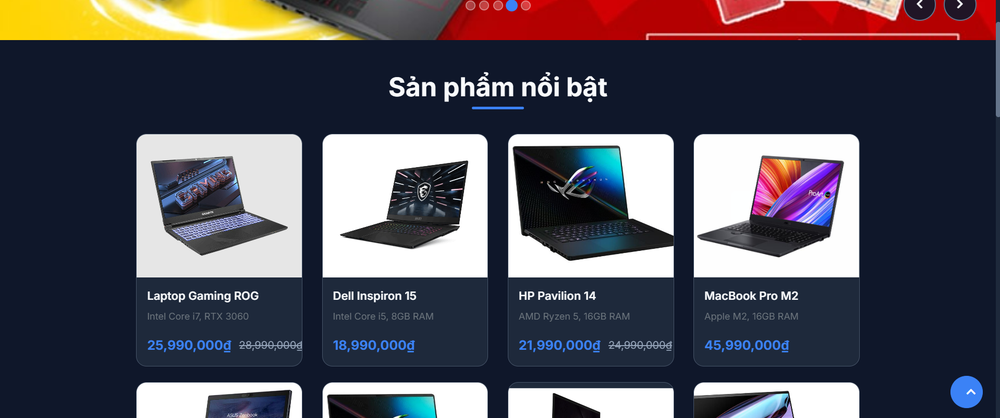 Sản phẩm nổi bật
GAMING
GIGABYTE
msi
ROG ZEPHYRUS
ProArt
Laptop Gaming ROG
Intel Core i7, RTX 3060
25,990,000₫ 28,990,000₫
Dell Inspiron 15
Intel Core i5, 8GB RAM
18,990,000₫
HP Pavilion 14
AMD Ryzen 5, 16GB RAM
21,990,000₫ 24,990,000₫
MacBook Pro M2
Apple M2, 16GB RAM
45,990,000₫
ASUS Zenbook